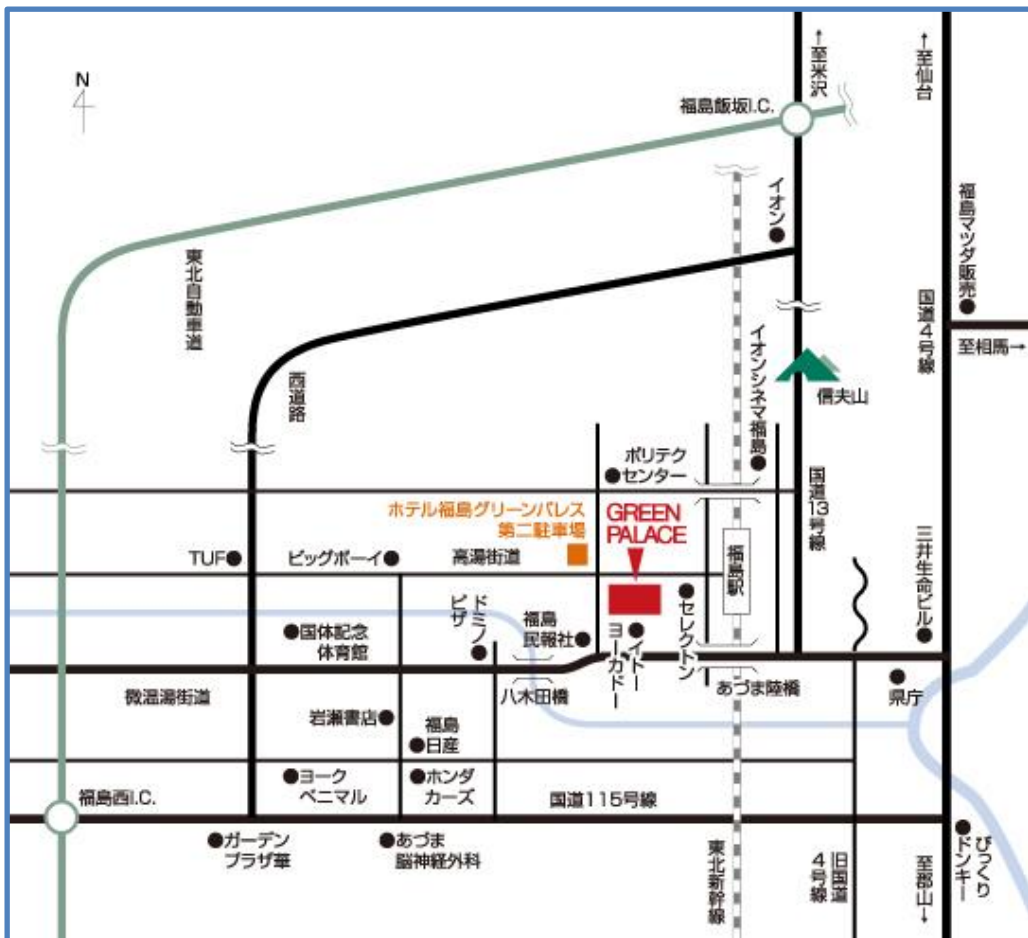 N
↑至米沢
↑至仙台
福島飯坂I.C.
イオン
福島マツダ販売
東北自動車道
国道4号線
至相馬→
西道路
イオンシネマ福島
信夫山
ポリテク
センター
国道13号線
ホテル福島グリーンパレス
第二駐車場
GREEN
PALACE
三井生命ビル
TUF
ビッグボーイ
高湯街道
福島駅
ドミノ
ピザ
福島
民報社
イトー
ヨーカドー
セレクトン
国体記念
体育館
微温湯街道
八木田橋
あづま陸橋
県庁
岩瀬書店
福島
日産
ヨーク
ベニマル
ホンダ
カーズ
福島西I.C.
国道115号線
ガーデン
プラザ華
あづま
脳神経外科
東北新幹線
旧国道
4号線
至郡山→
びっくり
ドンキー